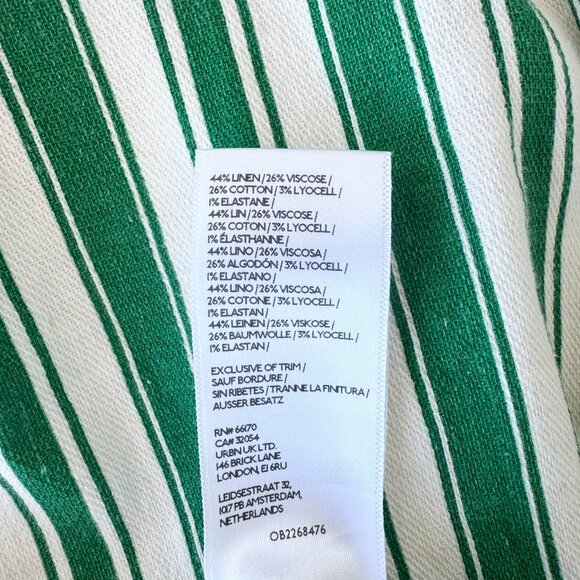 44% LINEN / 26% VISCOSE /
26% COTTON / 3% LYOCELL /
1% ELASTANE /
44% LIN / 26% VISCOSE /
26% COTON / 3% LYOCELL /
1% ÉLASTHANNE /
44% LINO / 26% VISCOSA /
26% ALGODÓN / 3% LYOCELL /
1% ELASTANO /
44% LINO / 26% VISCOSA /
26% COTONE / 3% LYOCELL /
1% ELASTAN /
44% LEINEN / 26% VISKOSE /
26% BAUMWOLLE / 3% LYOCELL /
1% ELASTAN /
EXCLUSIVE OF TRIM /
SAUF BORDURE /
SIN RIBETES / TRANNE LA FINITURA /
AUSSER BESATZ
RN# 66170
CA# 32054
URBN UK LTD.
146 BRICK LANE
LONDON, E1 6RU
LEIDSESTRAAT 32,
1017 PB AMSTERDAM,
NETHERLANDS
OB2268476